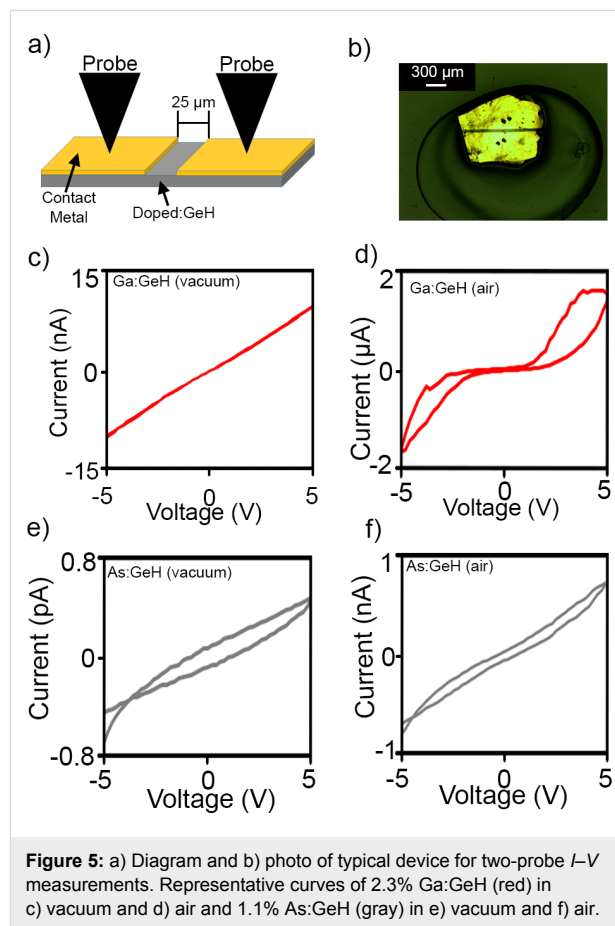 a)
Probe
Probe
25 μm
Contact
Metal
Doped:GeH
b)
300 μm
c)
15
Ga:GeH (vacuum)
Current (nA)
0
-15
-5
0
5
Voltage (V)
d)
2
Ga:GeH (air)
Current (μA)
0
-2
-5
0
5
Voltage (V)
e)
0.8
As:GeH (vacuum)
Current (pA)
0
-0.8
-5
0
5
Voltage (V)
f)
1
As:GeH (air)
Current (nA)
0
-1
-5
0
5
Voltage (V)
Figure 5: a) Diagram and b) photo of typical device for two-probe I–V
measurements. Representative curves of 2.3% Ga:GeH (red) in
c) vacuum and d) air and 1.1% As:GeH (gray) in e) vacuum and f) air.